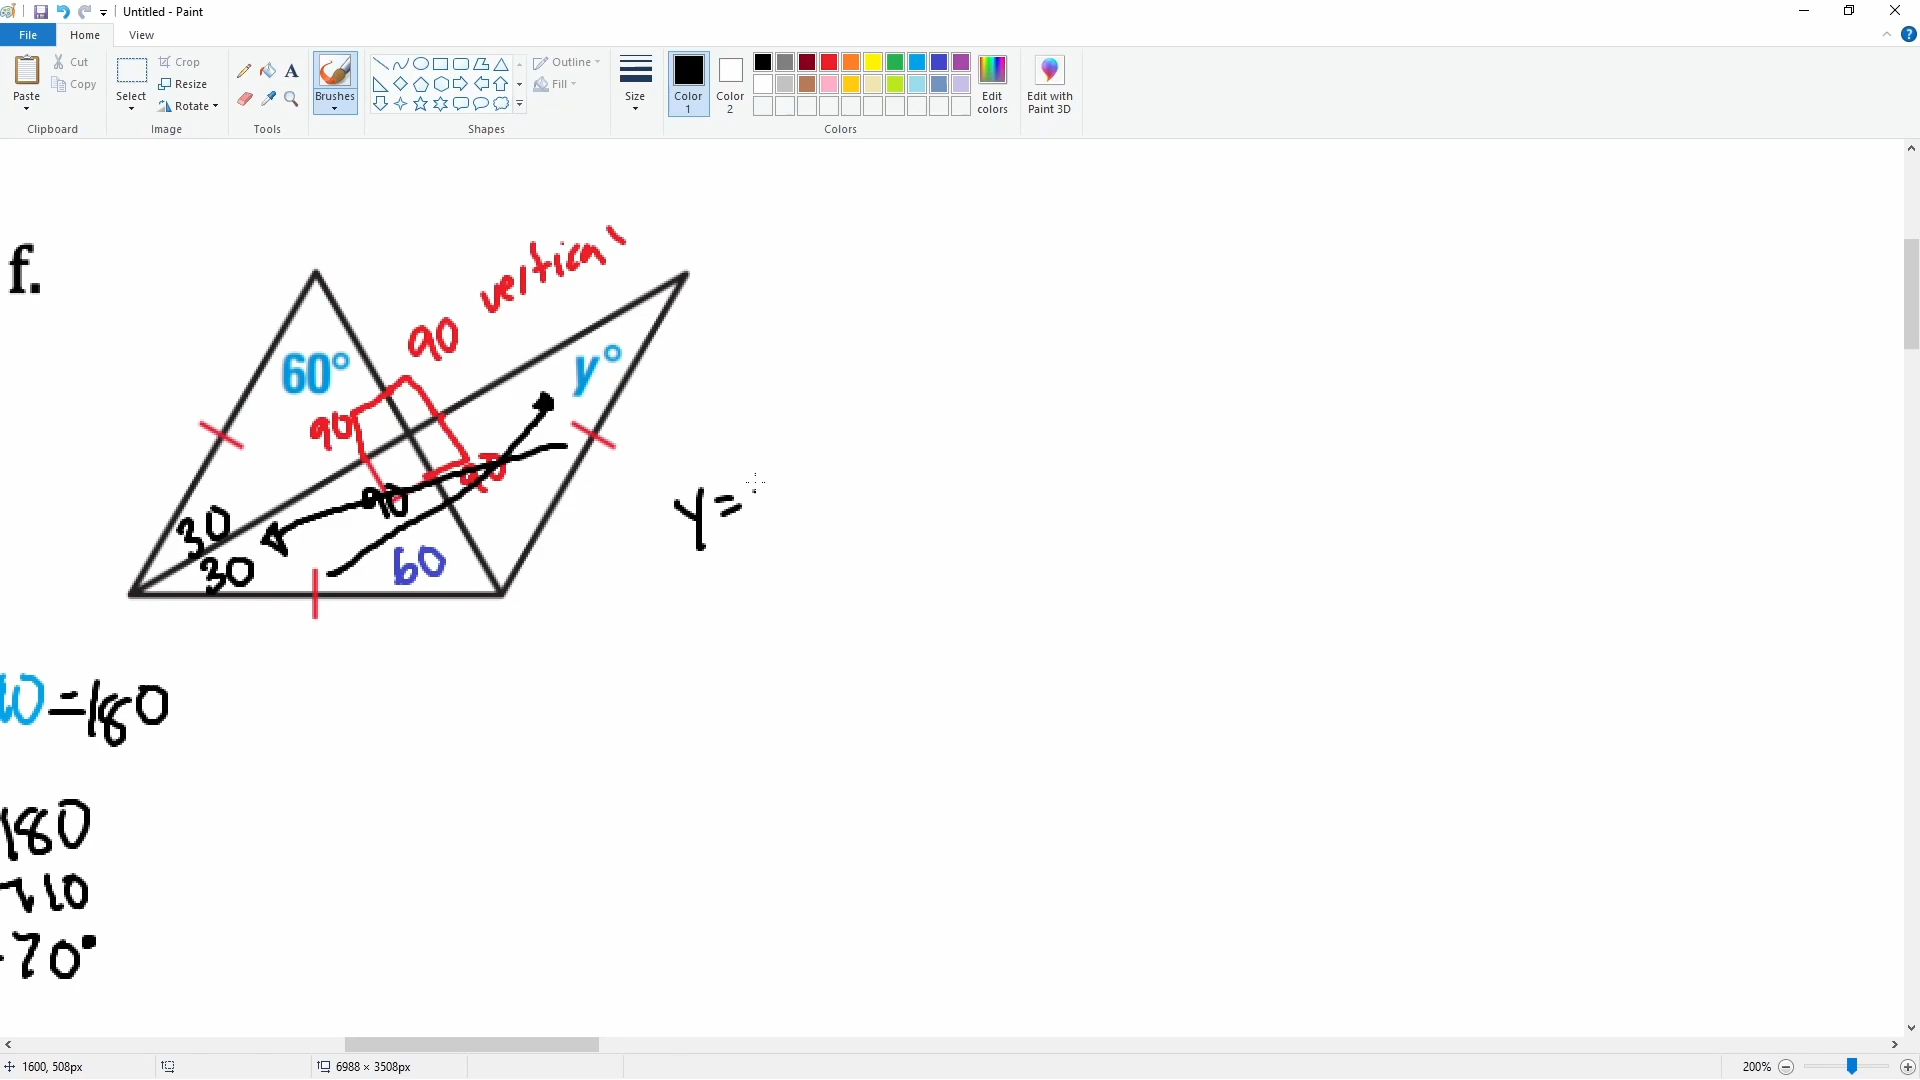 Untitled - Paint
File Home View
Paste
Cut
Copy
Clipboard
Select
Crop
Resize
Rotate
Image
Tools
Brushes
Shapes
Outline
Fill
Size
Color 1
Color 2
Colors
Edit colors
Edit with Paint 3D
f.
90 vertical
60°
y°
90
90
90
30
30
60
y=
10=180
180
210
70°
1600, 508px
6988 × 3508px
200%